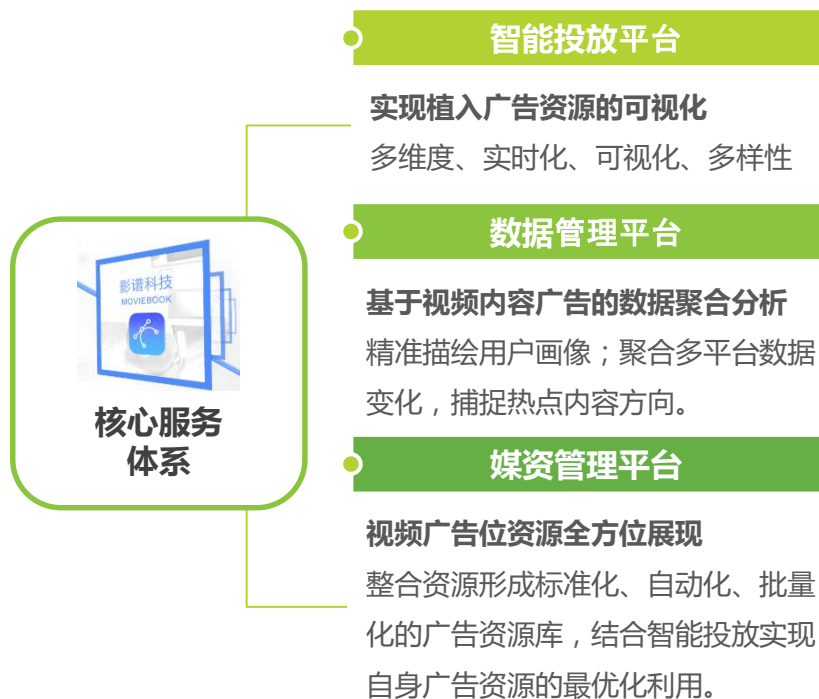 智能投放平台
实现植入广告资源的可视化
多维度、实时化、可视化、多样性
数据管理平台
影谱科技
MOVIEBOOK
基于视频内容广告的数据聚合分析
精准描绘用户画像；聚合多平台数据
变化，捕捉热点内容方向。
核心服务
体系
媒资管理平台
视频广告位资源全方位展现
整合资源形成标准化、自动化、批量
化的广告资源库，结合智能投放实现
自身广告资源的最优化利用。